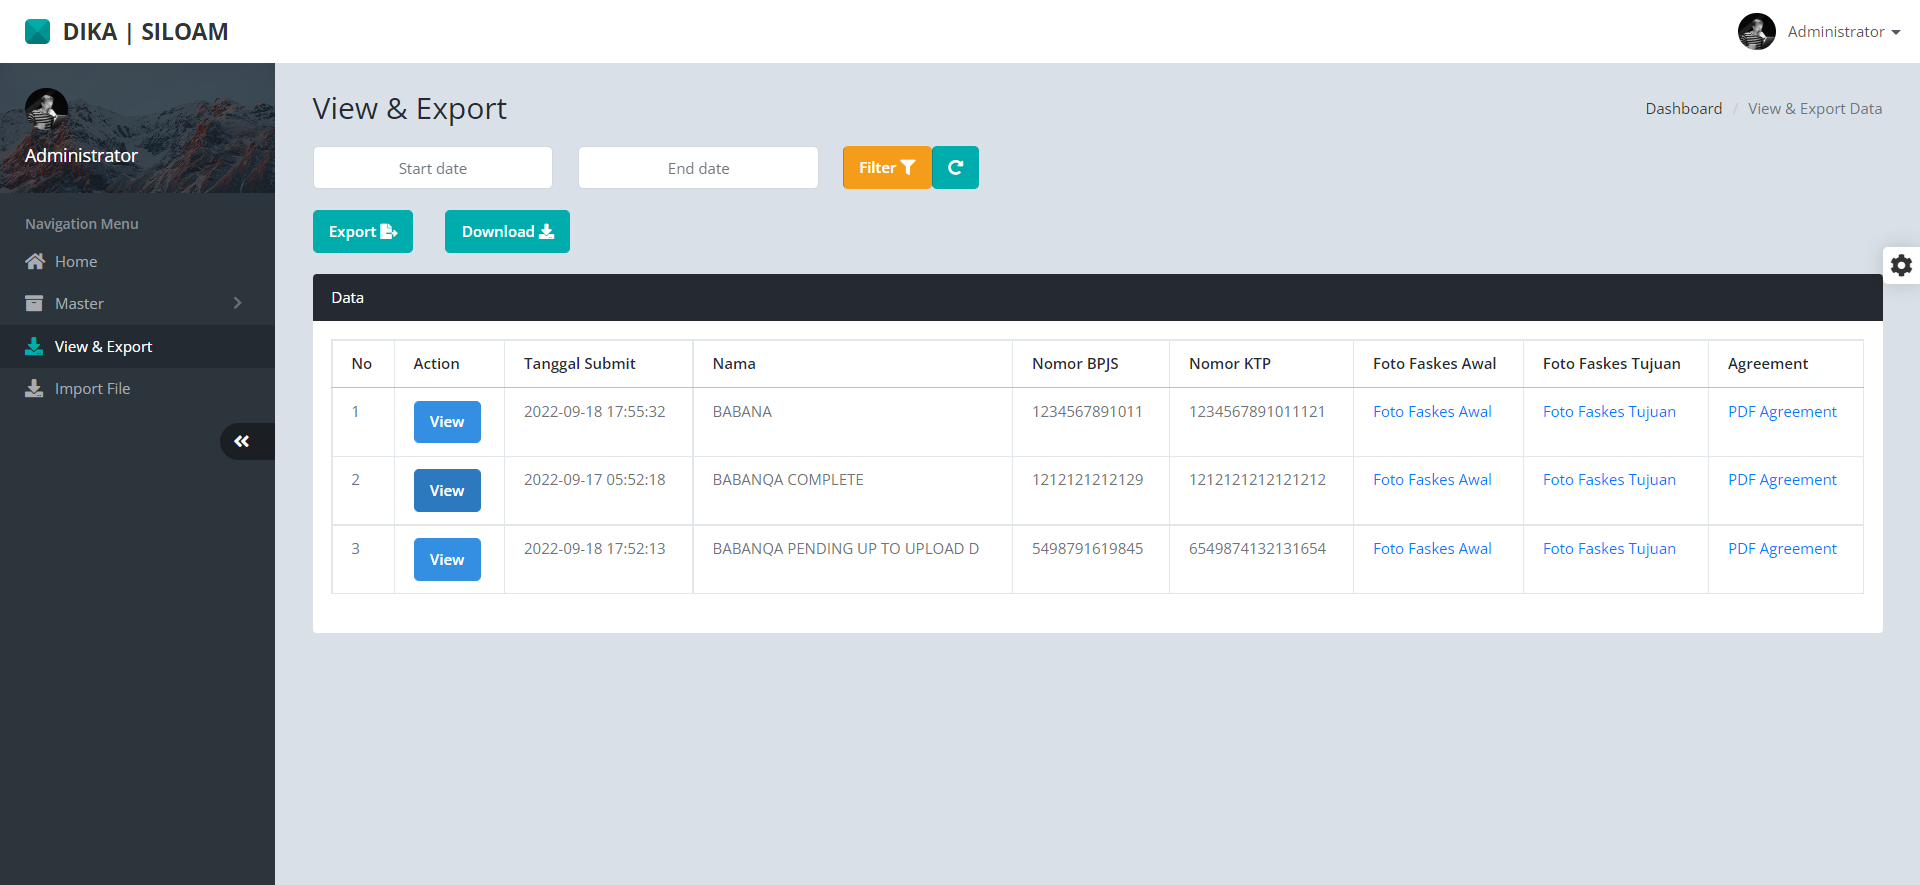 DIKA | SILOAM
Administrator
Administrator
Navigation Menu
Home
Master
View & Export
Import File
View & Export
Dashboard / View & Export Data
Start date End date Filter
Export Download
Data
No Action Tanggal Submit Nama Nomor BPJS Nomor KTP Foto Faskes Awal Foto Faskes Tujuan Agreement
1 View 2022-09-18 17:55:32 BABANA 1234567891011 1234567891011121 Foto Faskes Awal Foto Faskes Tujuan PDF Agreement
2 View 2022-09-17 05:52:18 BABANQA COMPLETE 1212121212129 1212121212121212 Foto Faskes Awal Foto Faskes Tujuan PDF Agreement
3 View 2022-09-18 17:52:13 BABANQA PENDING UP TO UPLOAD D 5498791619845 6549874132131654 Foto Faskes Awal Foto Faskes Tujuan PDF Agreement